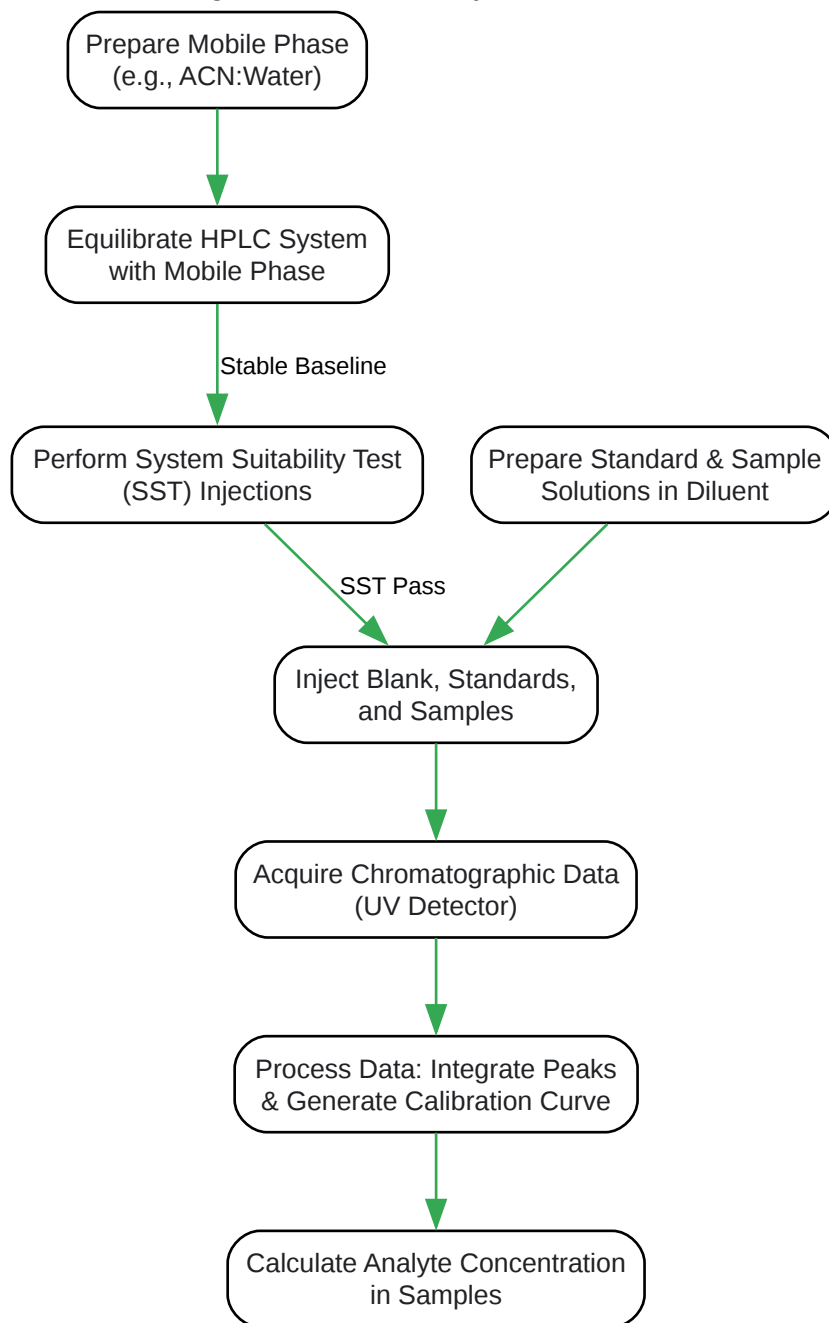 Prepare Mobile Phase
(e.g., ACN:Water)
Equilibrate HPLC System
with Mobile Phase
Stable Baseline
Perform System Suitability Test
(SST) Injections
Prepare Standard & Sample
Solutions in Diluent
SST Pass
Inject Blank, Standards,
and Samples
Acquire Chromatographic Data
(UV Detector)
Process Data: Integrate Peaks
& Generate Calibration Curve
Calculate Analyte Concentration
in Samples